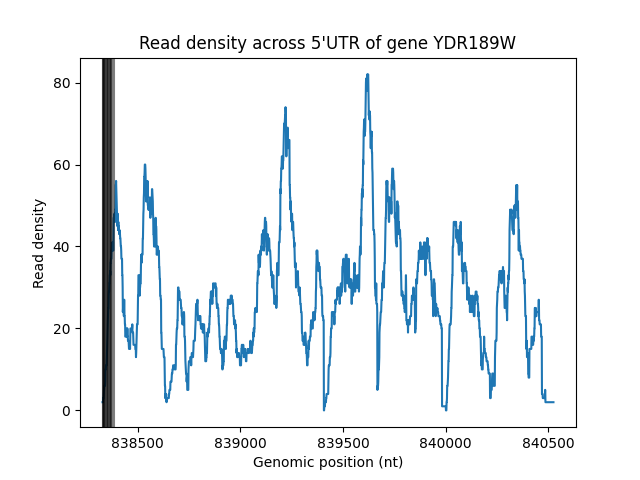 Read density across 5'UTR of gene YDR189W
80
60
40
20
0
Read density
838500 839000 839500 840000 840500
Genomic position (nt)